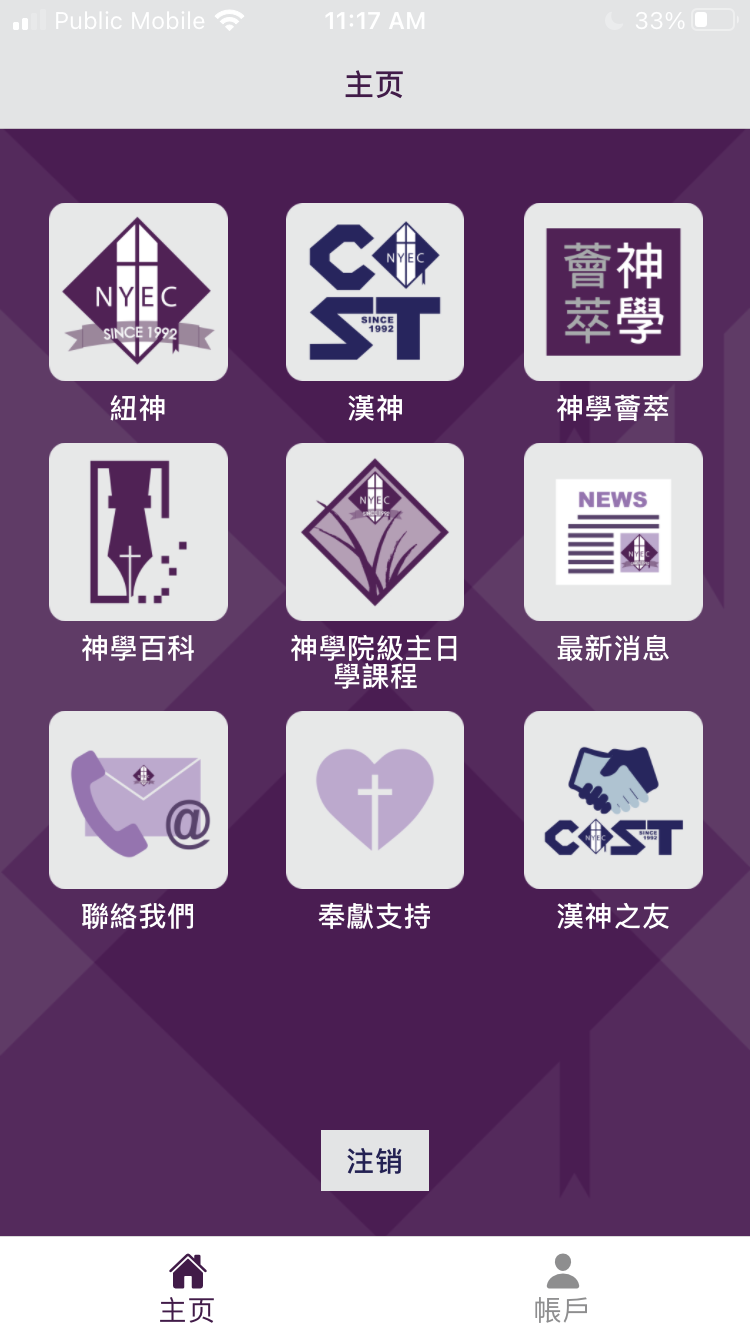 Public Mobile 11:17 AM 33%
主页
NYEC
SINCE 1992
COST
NYEC
SINCE
1992
薈神
萃學
紐神
漢神
神學薈萃
NYEC
SINCE 1992
NEWS
NYEC
神學百科
神學院級主日
學課程
最新消息
@
COST
NYEC
SINCE
1992
聯絡我們
奉獻支持
漢神之友
注销
主页
帳戶